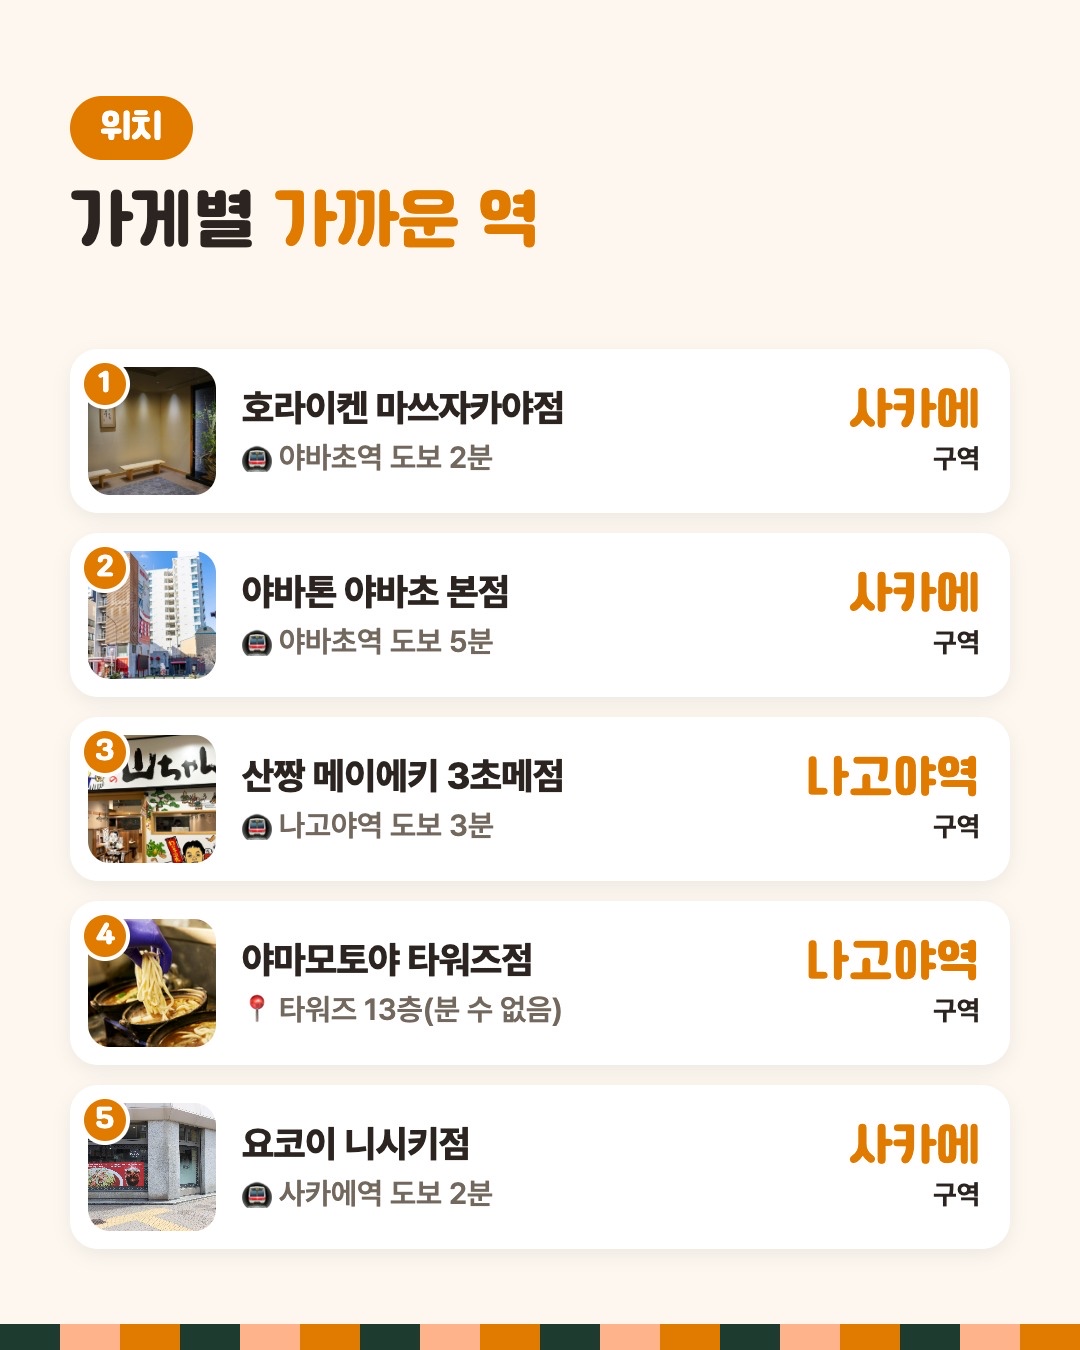 위치
가게별 가까운 역
1
호라이켄 마쓰자카야점
야바초역 도보 2분
사카에
구역
2
야바톤 야바초 본점
야바초역 도보 5분
사카에
구역
3
の山ちゃん
산짱 메이에키 3초메점
나고야역 도보 3분
나고야역
구역
4
야마모토야 타워즈점
타워즈 13층(분 수 없음)
나고야역
구역
5
요코이 니시키점
사카에역 도보 2분
사카에
구역